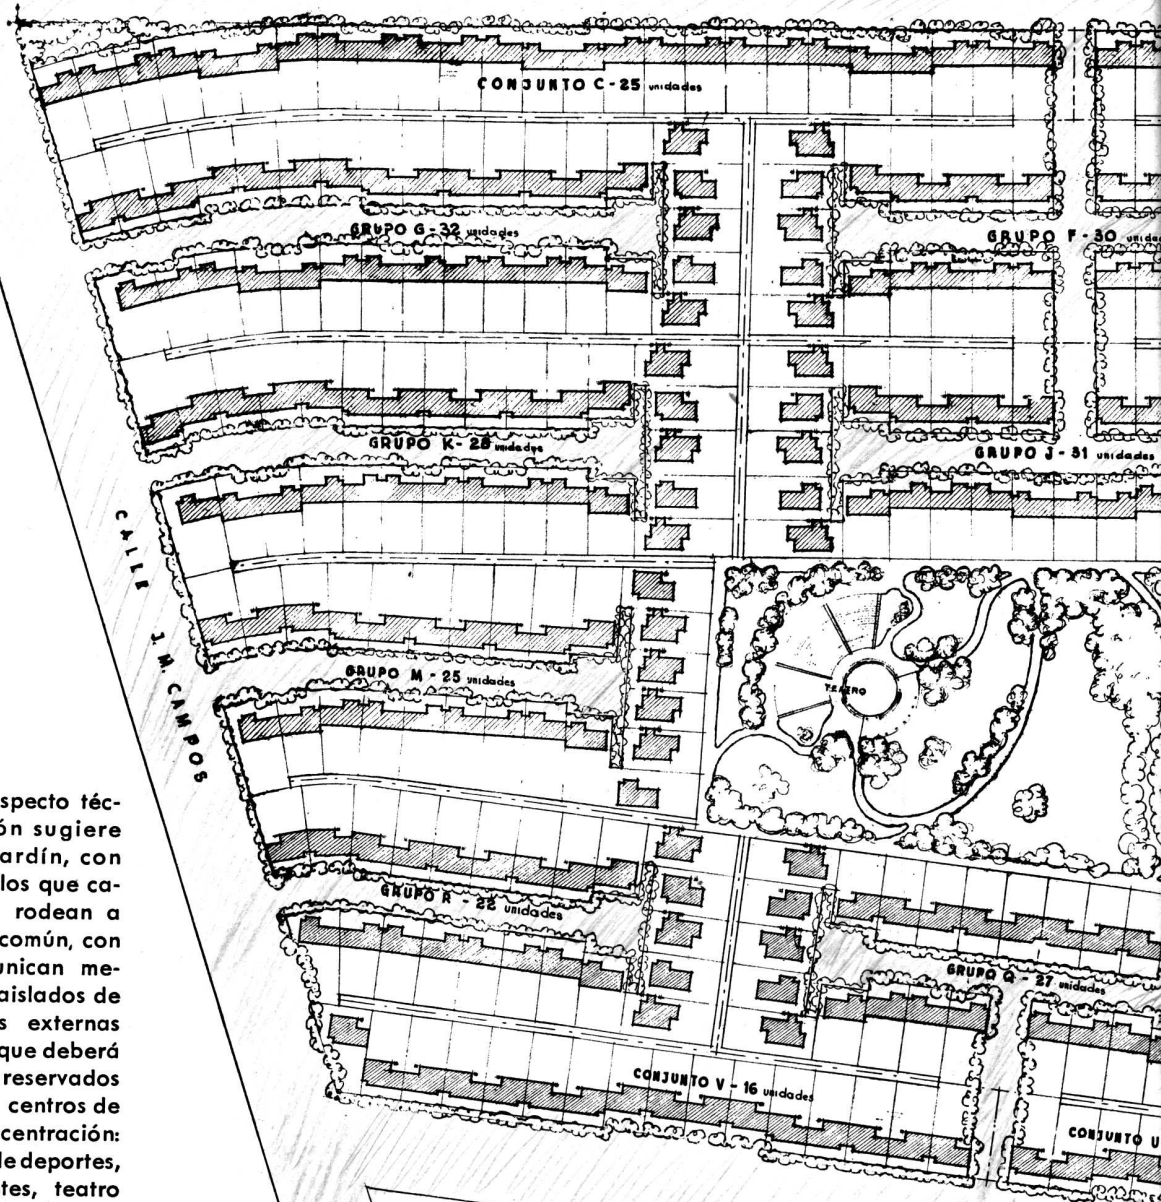 CONJUNTO C-25 unidades
GRUPO G-32 unidades
GRUPO F-30
GRUPO K-28 unidades
GRUPO J-31 unidades
CALLE J. M. CAMPOS
GRUPO M-25 unidades
TEATRO
GRUPO R-22 unidades
GRUPO Q-27 unidades
CONJUNTO V-16 unidades
CONJUNTO U
specto téc-
ón sugiere
ardín, con
los que ca-
rodean a
común, con
unican me-
aislados de
s externas
que deberá
reservados
centros de
centración:
de deportes,
tes, teatro